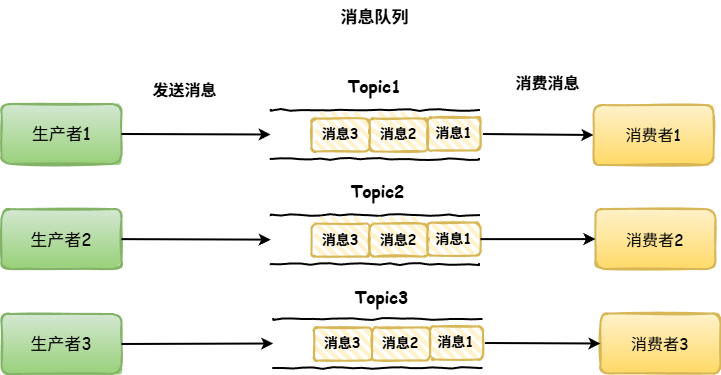 消息队列
发送消息
Topic1
消费消息
生产者1
消息3
消息2
消息1
消费者1
Topic2
生产者2
消息3
消息2
消息1
消费者2
Topic3
生产者3
消息3
消息2
消息1
消费者3